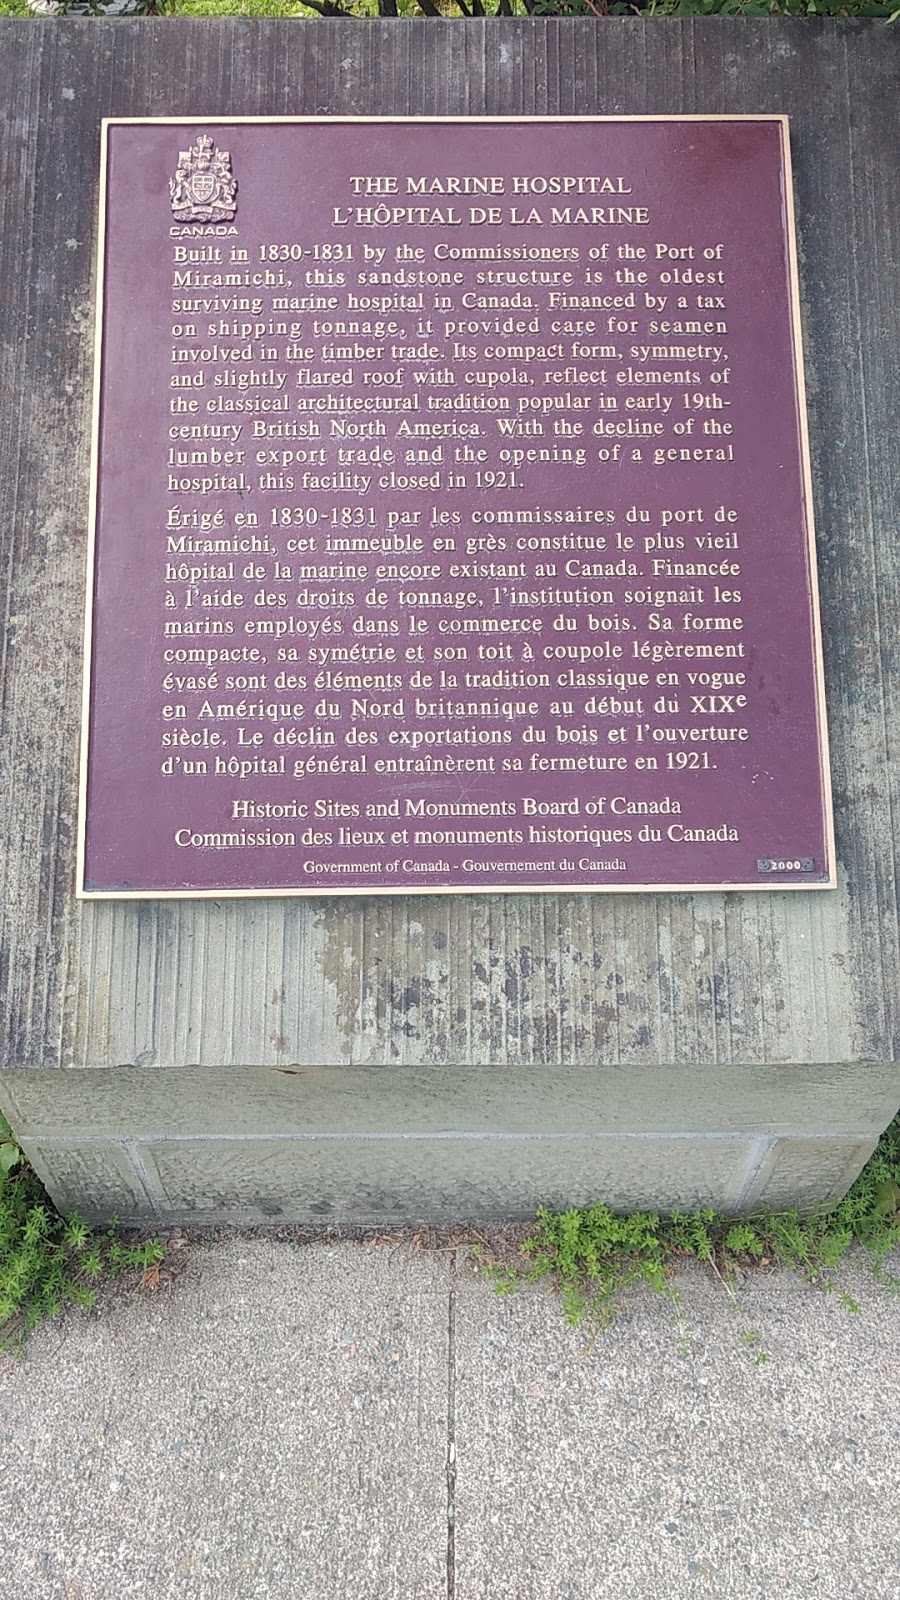 CANADA
THE MARINE HOSPITAL
L'HÔPITAL DE LA MARINE
Built in 1830-1831 by the Commissioners of the Port of
Miramichi, this sandstone structure is the oldest
surviving marine hospital in Canada. Financed by a tax
on shipping tonnage, it provided care for seamen
involved in the timber trade. Its compact form, symmetry,
and slightly flared roof with cupola, reflect elements of
the classical architectural tradition popular in early 19th-
century British North America. With the decline of the
lumber export trade and the opening of a general
hospital, this facility closed in 1921.
Érigé en 1830-1831 par les commissaires du port de
Miramichi, cet immeuble en grès constitue le plus vieil
hôpital de la marine encore existant au Canada. Financée
à l'aide des droits de tonnage, l'institution soignait les
marins employés dans le commerce du bois. Sa forme
compacte, sa symétrie et son toit à coupole légèrement
évasé sont des éléments de la tradition classique en vogue
en Amérique du Nord britannique au début du XIXe
siècle. Le déclin des exportations du bois et l'ouverture
d'un hôpital général entraînèrent sa fermeture en 1921.
Historic Sites and Monuments Board of Canada
Commission des lieux et monuments historiques du Canada
Government of Canada - Gouvernement du Canada
2000